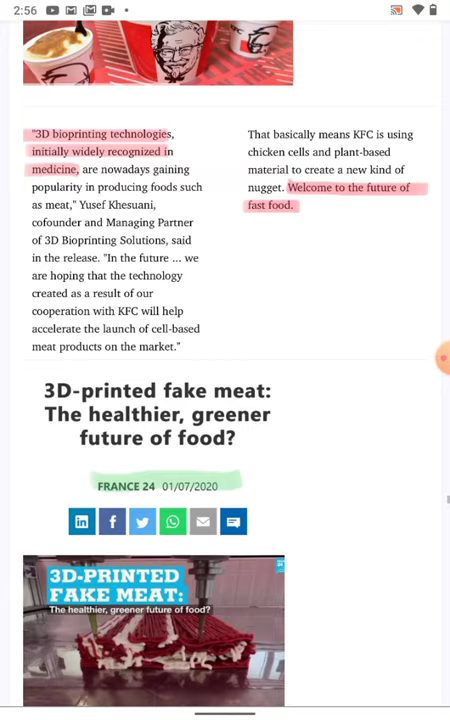 2:56
"3D bioprinting technologies,
initially widely recognized in
medicine, are nowadays gaining
popularity in producing foods such
as meat," Yusef Khesuani,
cofounder and Managing Partner
of 3D Bioprinting Solutions, said
in the release. "In the future ... we
are hoping that the technology
created as a result of our
cooperation with KFC will help
accelerate the launch of cell-based
meat products on the market."
That basically means KFC is using
chicken cells and plant-based
material to create a new kind of
nugget. Welcome to the future of
fast food.
3D-printed fake meat:
The healthier, greener
future of food?
FRANCE 24 01/07/2020
3D-PRINTED
FAKE MEAT:
The healthier, greener future of food?